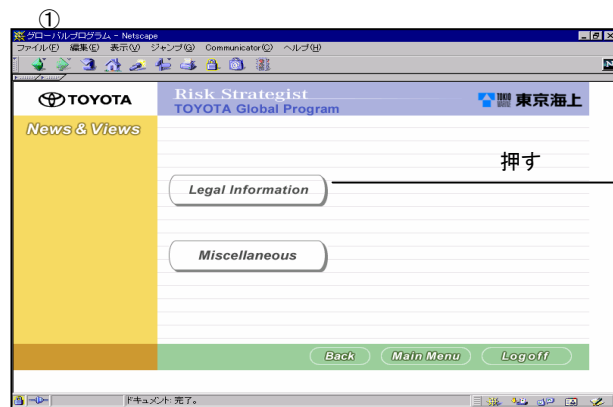 ①
グローバルプログラム - Netscape
ファイル(F) 編集(E) 表示(V) ジャンプ(G) Communicator(C) ヘルプ(H)
TOYOTA
Risk Strategist
TOYOTA Global Program
東京海上
News & Views
押す
Legal Information
Miscellaneous
Back Main Menu Logoff
ドキュメント: 完了。